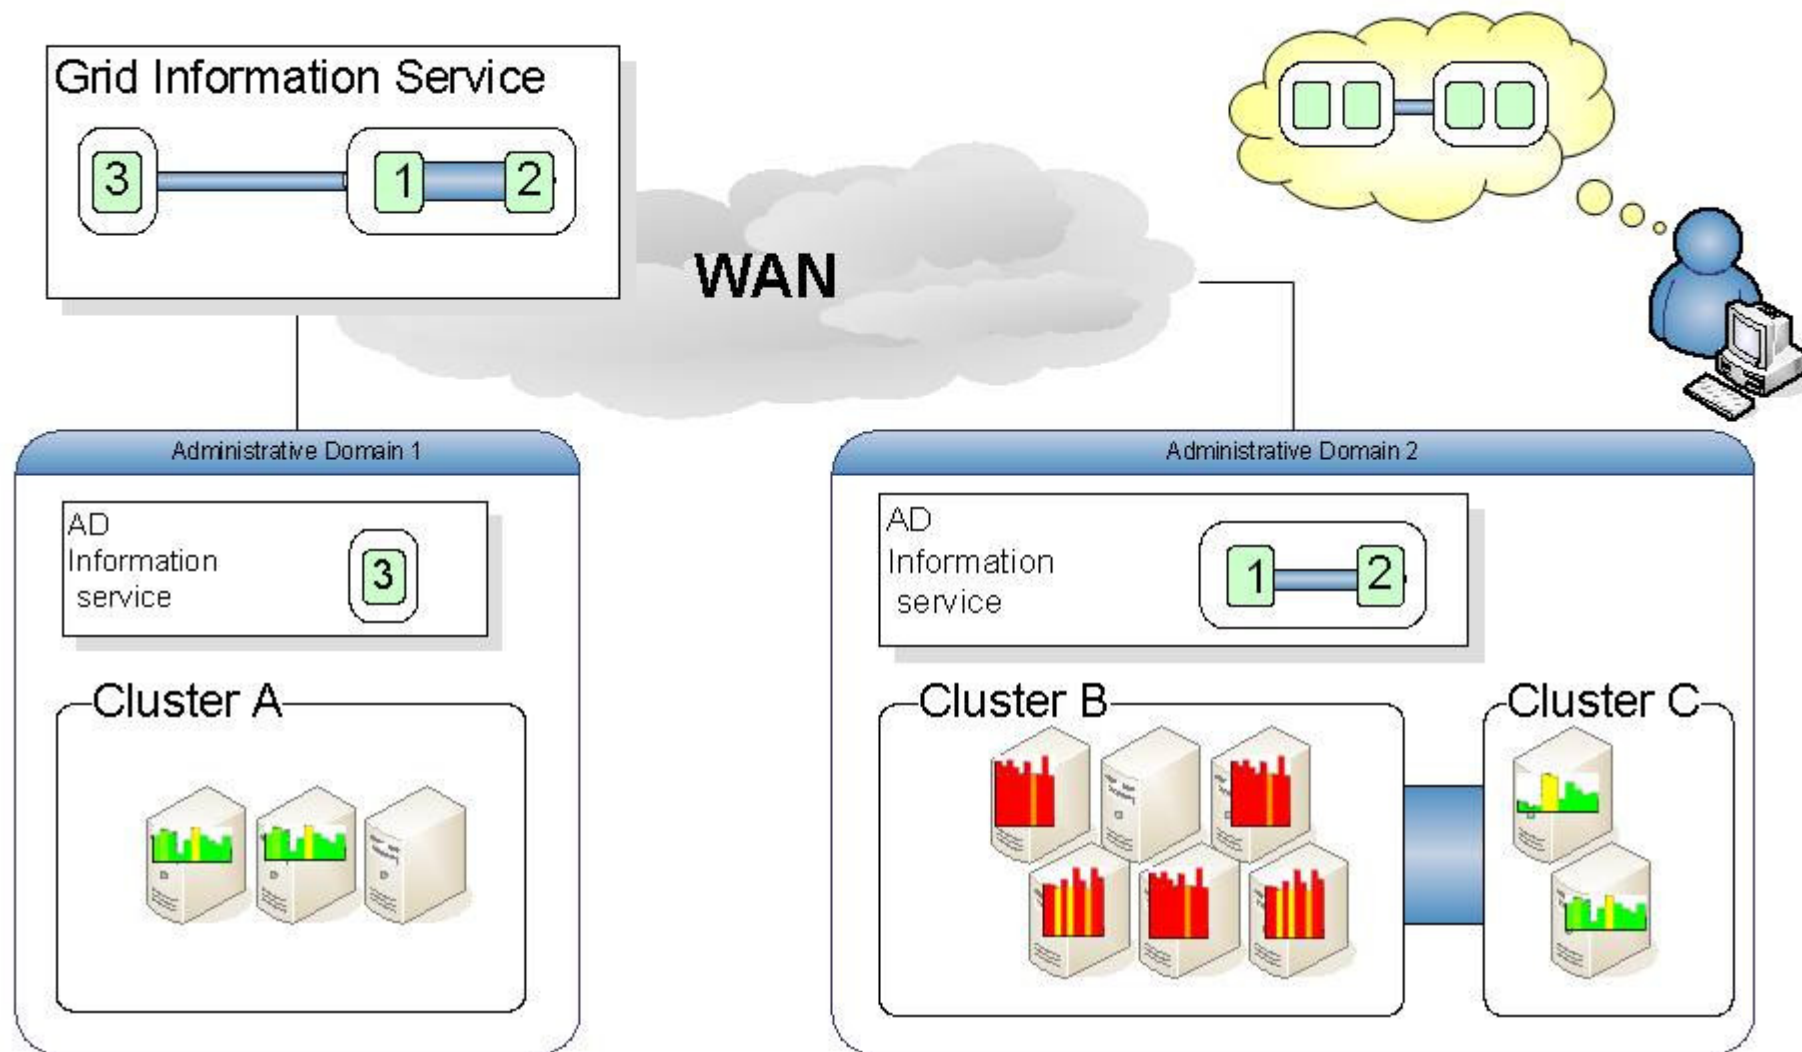 Grid Information Service
3
1
2
WAN
Administrative Domain 1
AD
Information
service
3
Cluster A
Administrative Domain 2
AD
Information
service
1
2
Cluster B
Cluster C